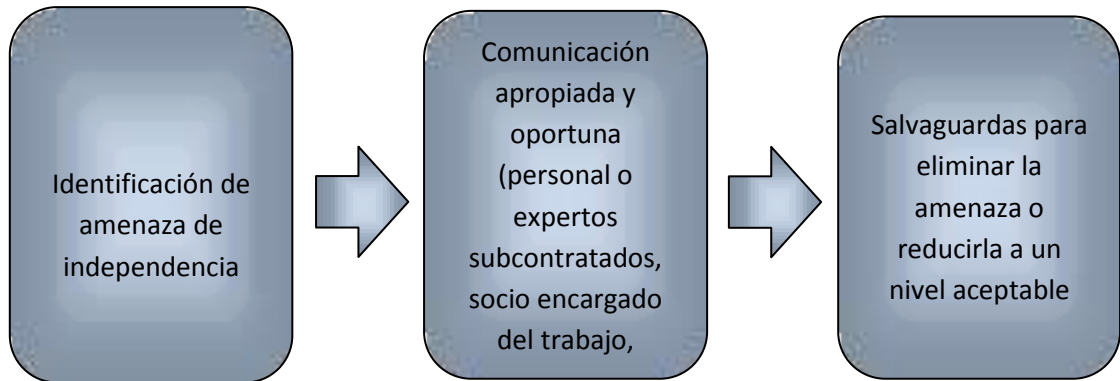 Identificación de
amenaza de
independencia
Comunicación
apropiada y
oportuna
(personal o
expertos
subcontratados,
socio encargado
del trabajo,
Salvaguardas para
eliminar la
amenaza o
reducirla a un
nivel aceptable